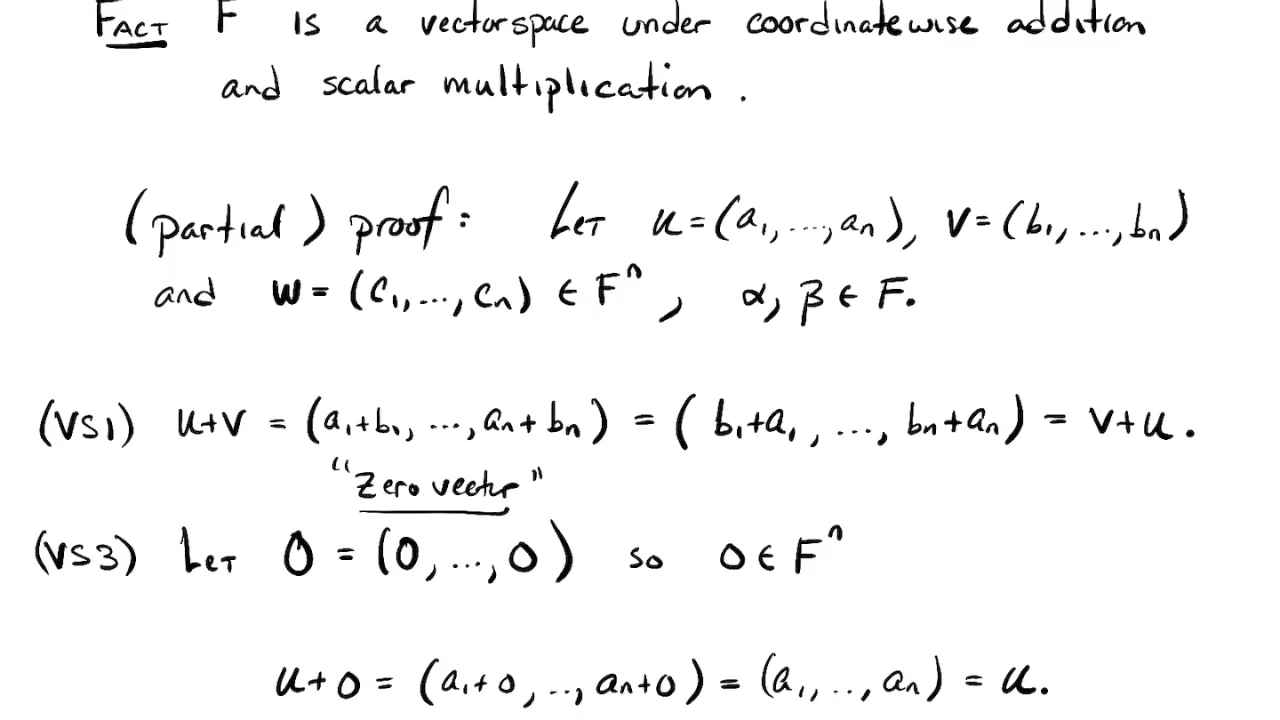 FACT F is a vectorspace under coordinatewise addition
and scalar multiplication.
(partial) proof: LET u=(a₁,...,aₙ), v=(b₁,...,bₙ)
and w=(c₁,...,cₙ) ∈ Fⁿ, α, β ∈ F.
(VS1) u+v = (a₁+b₁, ..., aₙ+bₙ) = (b₁+a₁, ..., bₙ+aₙ) = v+u.
"Zero vector"
(VS3) LET 0 = (0, ..., 0) so 0 ∈ Fⁿ
u+0 = (a₁+0, .., aₙ+0) = (a₁, .., aₙ) = u.